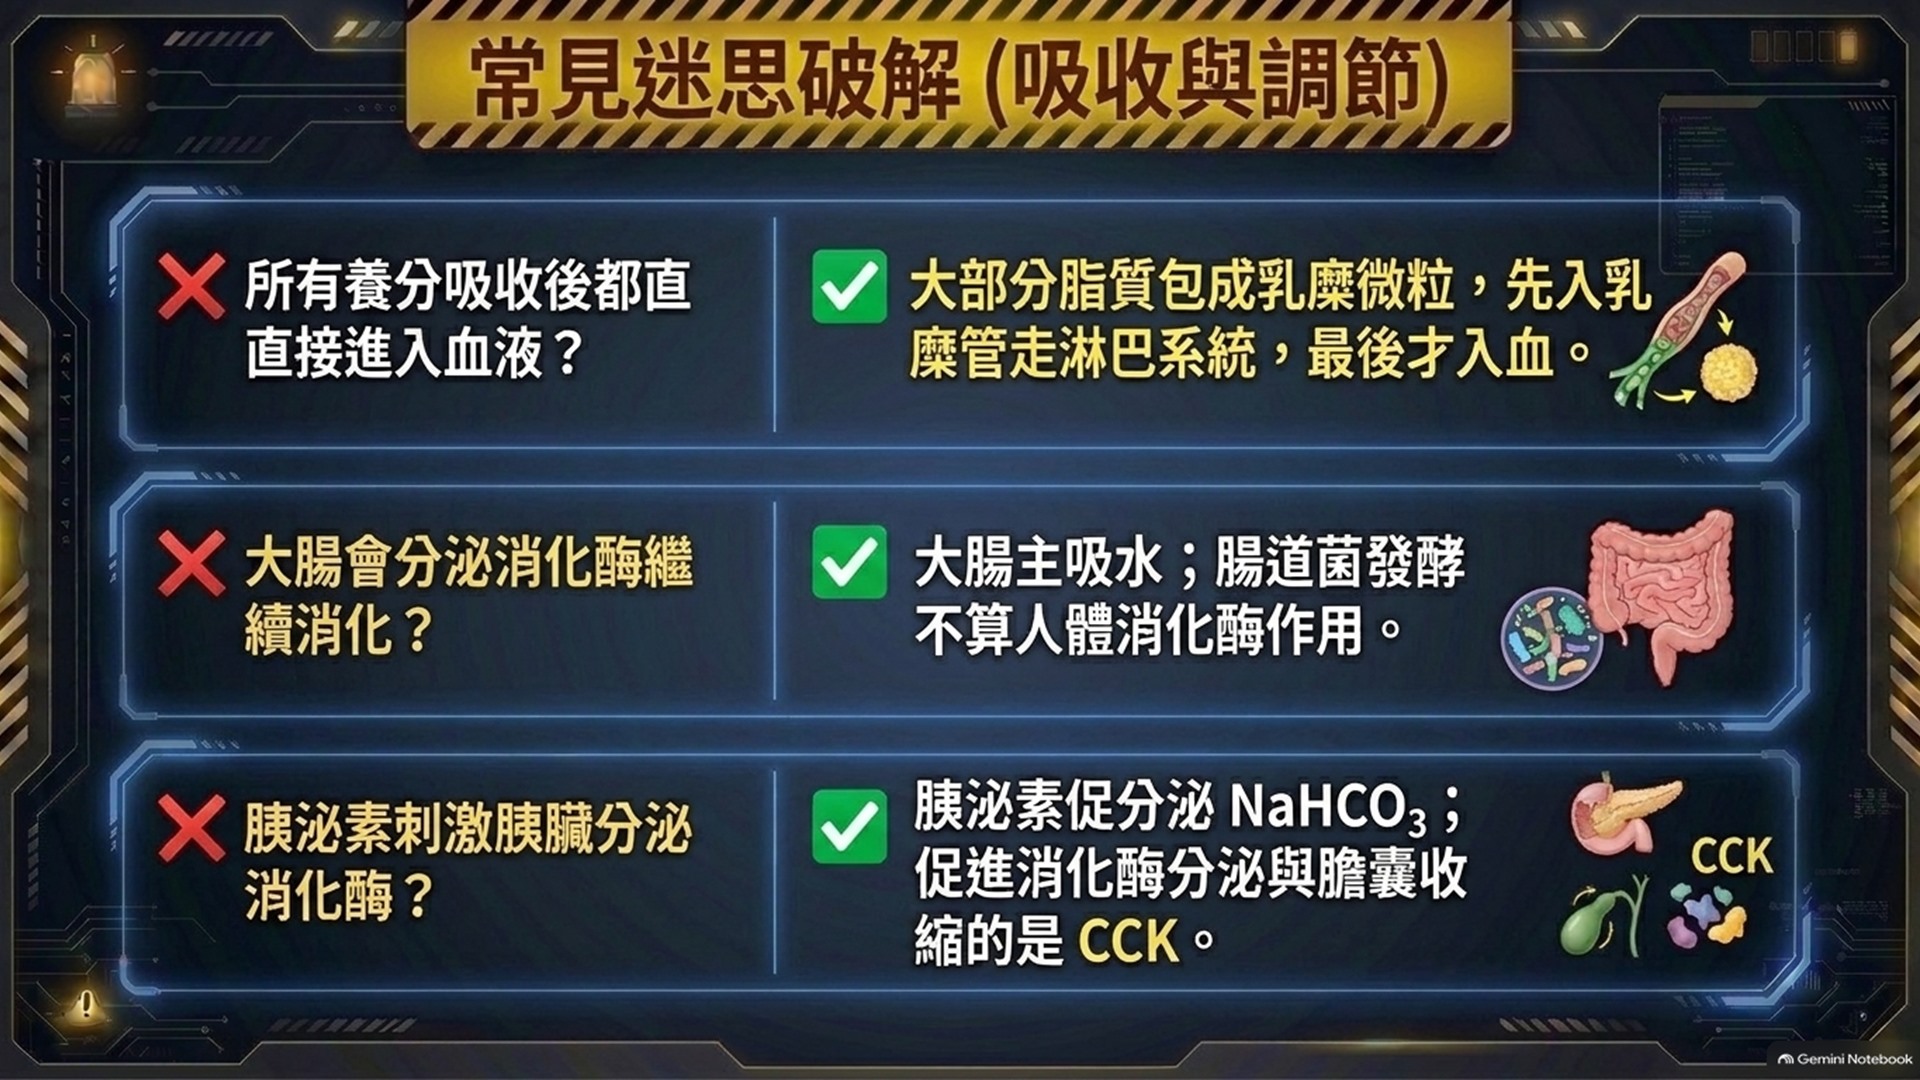 常見迷思破解 (吸收與調節)
所有養分吸收後都直
直接進入血液？
大部分脂質包成乳糜微粒，先入乳
糜管走淋巴系統，最後才入血。
大腸會分泌消化酶繼
續消化？
大腸主吸水；腸道菌發酵
不算人體消化酶作用。
胰泌素刺激胰臟分泌
消化酶？
胰泌素促分泌 NaHCO₃；
促進消化酶分泌與膽囊收
縮的是 CCK。
CCK
Gemini Notebook